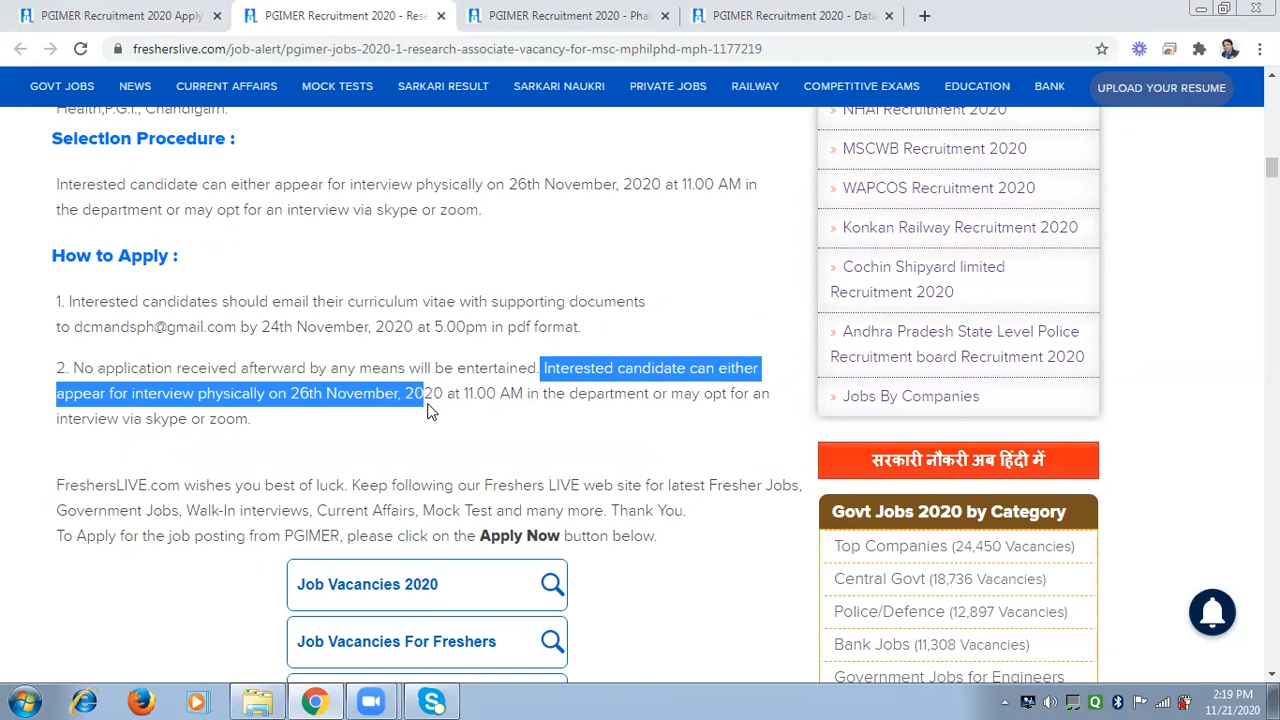 PGIMER Recruitment 2020 Apply
PGIMER Recruitment 2020 - Res
PGIMER Recruitment 2020 - Pha
PGIMER Recruitment 2020 - Data
fresherslive.com/job-alert/pgimer-jobs-2020-1-research-associate-vacancy-for-msc-mphilphd-mph-1177219
GOVT JOBS NEWS CURRENT AFFAIRS MOCK TESTS SARKARI RESULT SARKARI NAUKRI PRIVATE JOBS RAILWAY COMPETITIVE EXAMS EDUCATION BANK UPLOAD YOUR RESUME
Health,P.G.I., Chandigarh.
Selection Procedure :
Interested candidate can either appear for interview physically on 26th November, 2020 at 11.00 AM in
the department or may opt for an interview via skype or zoom.
How to Apply :
1. Interested candidates should email their curriculum vitae with supporting documents
to dcmandsph@gmail.com by 24th November, 2020 at 5.00pm in pdf format.
2. No application received afterward by any means will be entertained. Interested candidate can either
appear for interview physically on 26th November, 2020 at 11.00 AM in the department or may opt for an
interview via skype or zoom.
FreshersLIVE.com wishes you best of luck. Keep following our Freshers LIVE web site for latest Fresher Jobs,
Government Jobs, Walk-In interviews, Current Affairs, Mock Test and many more. Thank You.
To Apply for the job posting from PGIMER, please click on the Apply Now button below.
Job Vacancies 2020
Job Vacancies For Freshers
NHAI Recruitment 2020
» MSCWB Recruitment 2020
» WAPCOS Recruitment 2020
» Konkan Railway Recruitment 2020
» Cochin Shipyard limited
Recruitment 2020
» Andhra Pradesh State Level Police
Recruitment board Recruitment 2020
» Jobs By Companies
सरकारी नौकरी अब हिंदी में
Govt Jobs 2020 by Category
Top Companies (24,450 Vacancies)
Central Govt (18,736 Vacancies)
Police/Defence (12,897 Vacancies)
Bank Jobs (11,308 Vacancies)
Government Jobs for Engineers
2:19 PM
11/21/2020